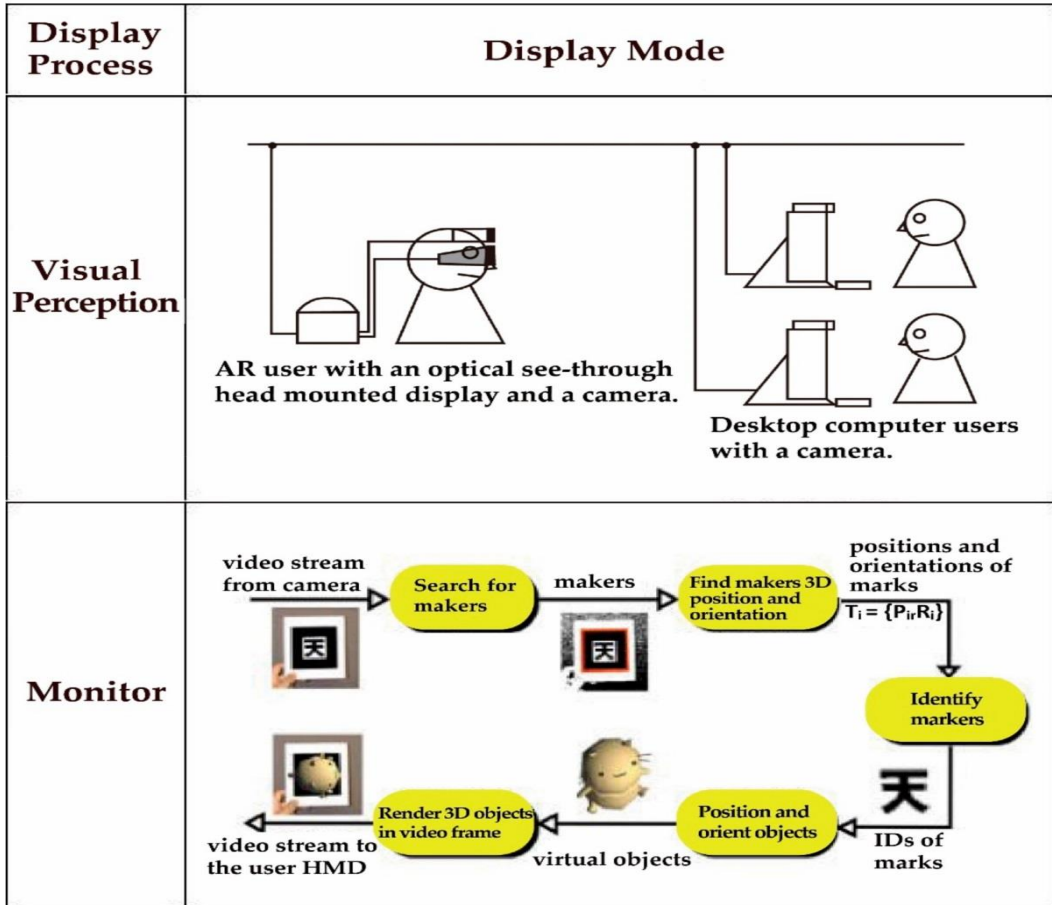 Display
Process
Display Mode
Visual
Perception
AR user with an optical see-through
head mounted display and a camera.
Desktop computer users
with a camera.
Monitor
video stream
from camera
Search for
makers
makers
Find makers 3D
position and
orientation
positions and
orientations of
marks
Ti = {PirRi}
天
天
Identify
markers
天
IDs of
marks
Position and
orient objects
virtual objects
Render 3D objects
in video frame
video stream to
the user HMD